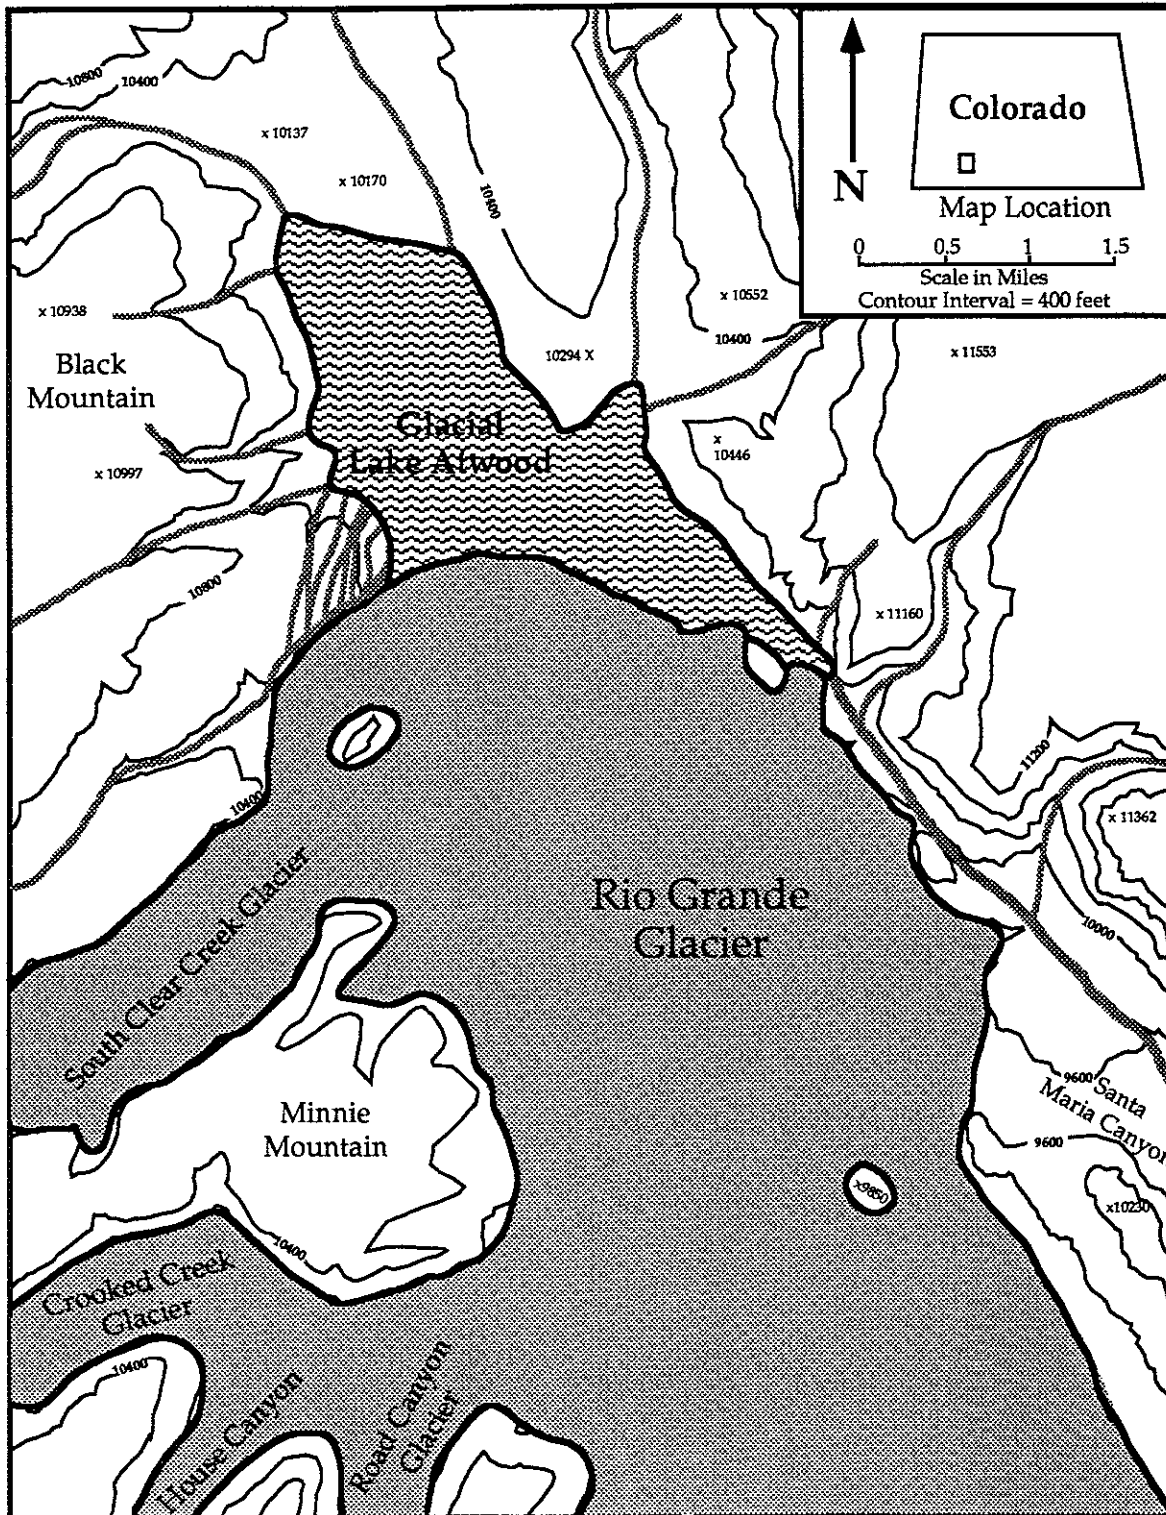 10800
10400
x 10137
x 10170
10400
N
Colorado
Map Location
0 0.5 1 1.5
Scale in Miles
Contour Interval = 400 feet
x 10938
Black
Mountain
x 10997
x 10552
10400
10294 X
x 11553
Glacial
Lake Atwood
x
10446
10800
x 11160
11200
x 11362
10400
10000
South Clear Creek Glacier
Rio Grande
Glacier
Minnie
Mountain
9600
Santa
Maria Canyon
9600
x9850
x10230
10400
Crooked Creek
Glacier
10400
House Canyon
Road Canyon
Glacier